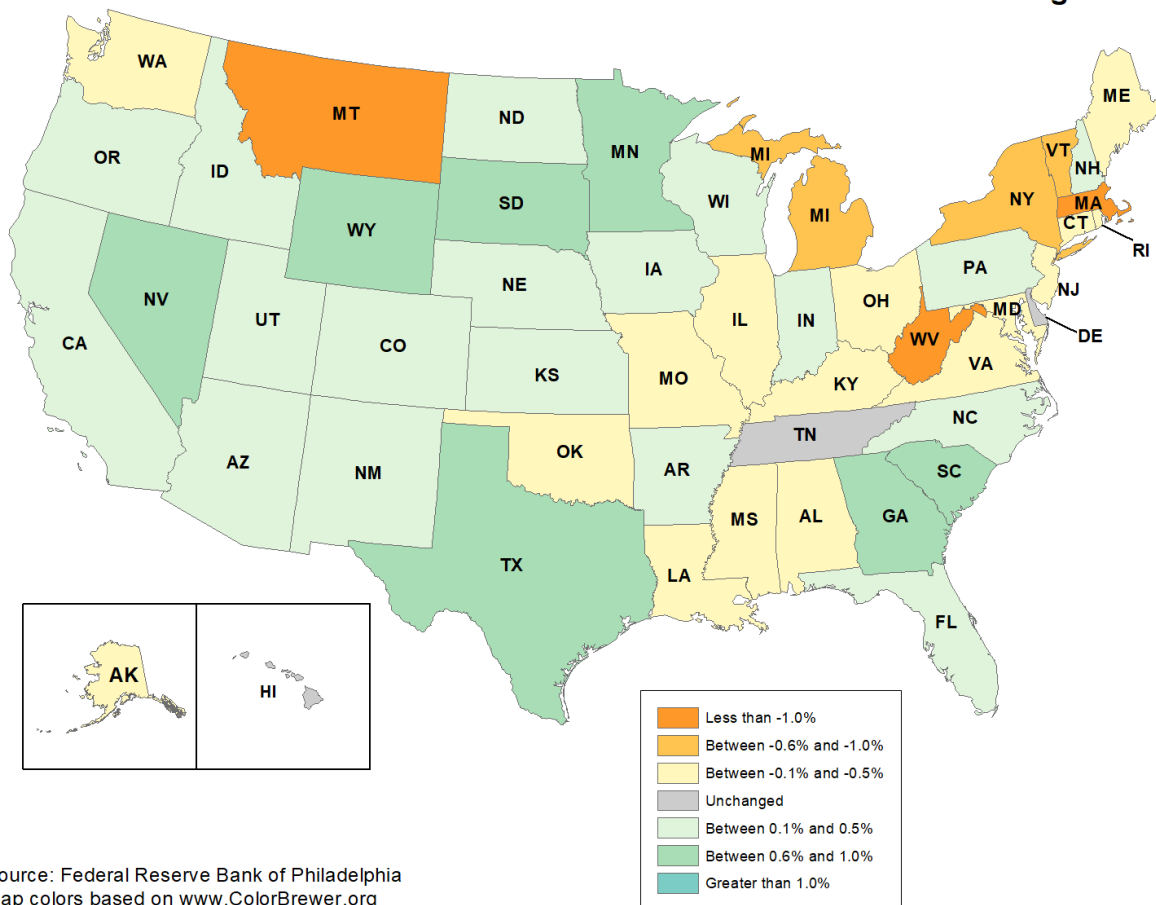 g
WA
MT
ND
MN
MI
ME
VT
NH
OR
ID
SD
WI
NY
MA
MI
CT
RI
WY
IA
PA
NE
NJ
NV
OH
MD
UT
IL
IN
DE
CA
CO
WV
VA
KS
MO
KY
NC
TN
OK
AZ
NM
AR
SC
MS
AL
GA
TX
LA
FL
AK
HI
Less than -1.0%
Between -0.6% and -1.0%
Between -0.1% and -0.5%
Unchanged
Between 0.1% and 0.5%
Between 0.6% and 1.0%
Greater than 1.0%
ource: Federal Reserve Bank of Philadelphia
ap colors based on www.ColorBrewer.org